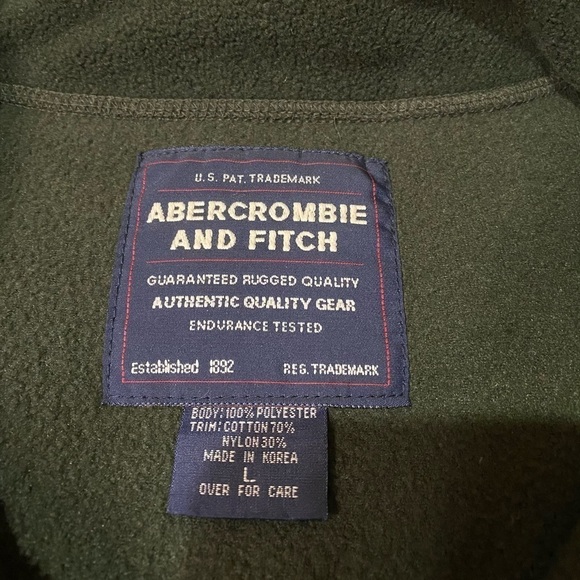 U.S. PAT. TRADEMARK
ABERCROMBIE
AND FITCH
GUARANTEED RUGGED QUALITY
AUTHENTIC QUALITY GEAR
ENDURANCE TESTED
Established 1892 REG. TRADEMARK
BODY: 100% POLYESTER
TRIM: COTTON 70%
NYLON 30%
MADE IN KOREA
L
OVER FOR CARE